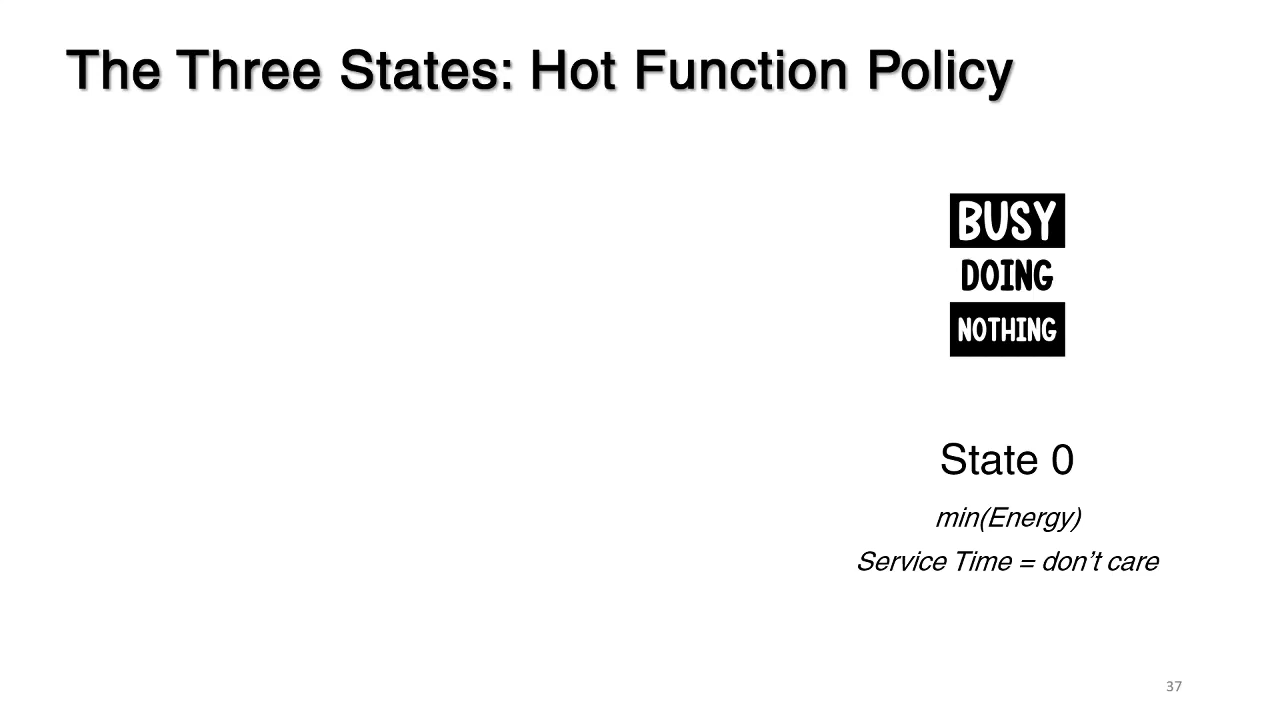 The Three States: Hot Function Policy
BUSY
DOING
NOTHING
State 0
min(Energy)
Service Time = don’t care
37